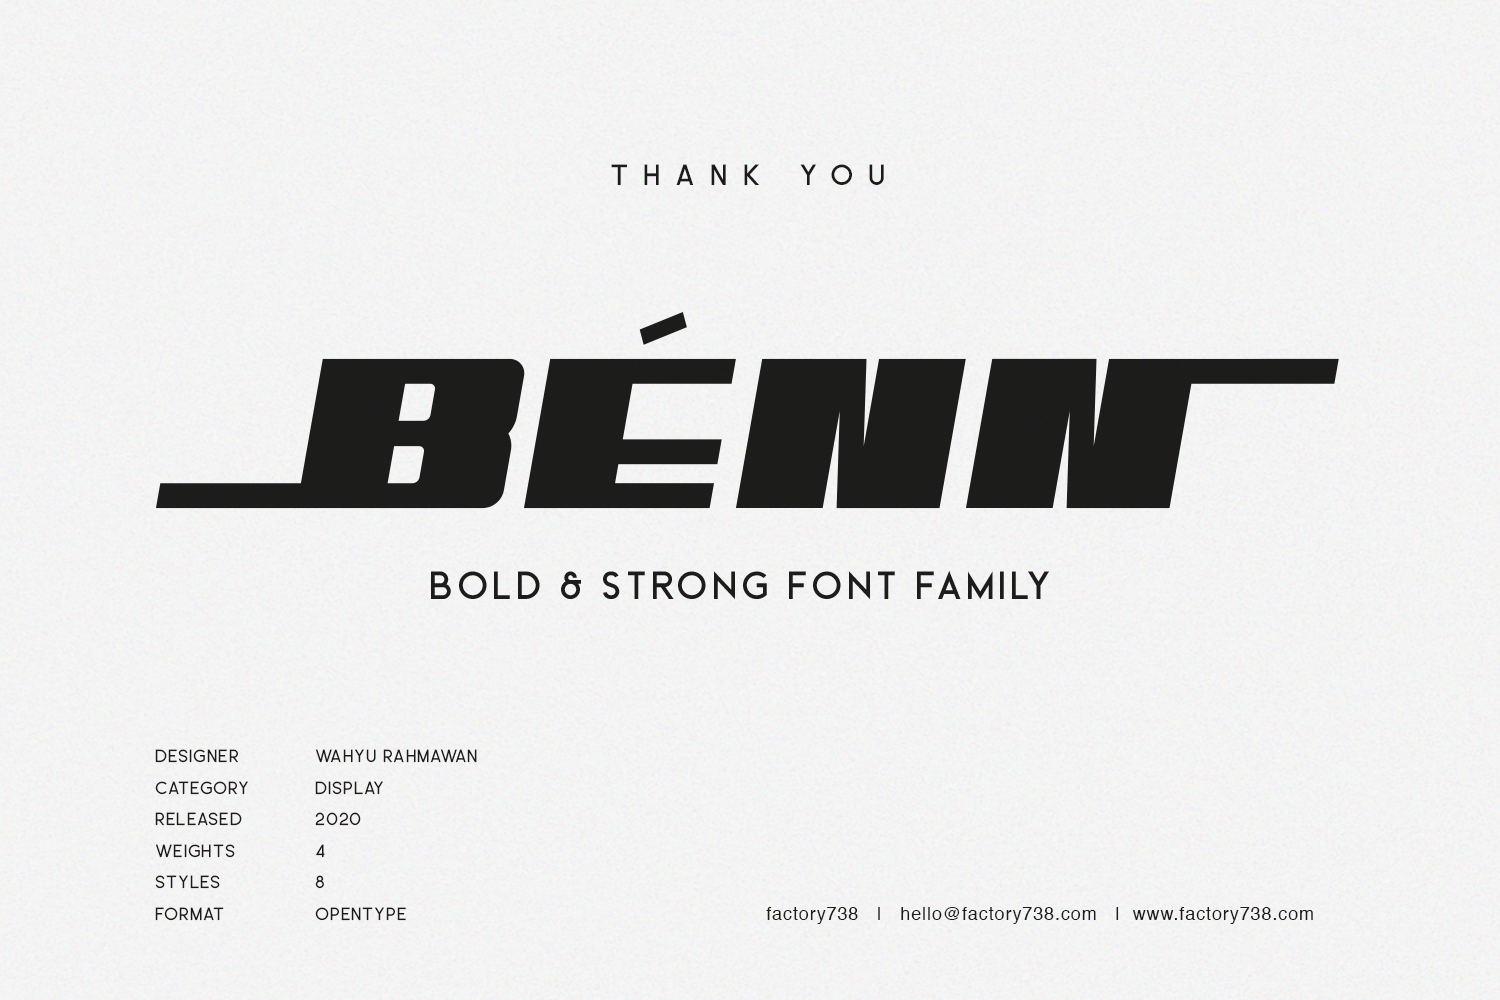 THANK YOU
BÉNN
BOLD & STRONG FONT FAMILY
DESIGNER WAHYU RAHMAWAN
CATEGORY DISPLAY
RELEASED 2020
WEIGHTS 4
STYLES 8
FORMAT OPENTYPE
factory738 | hello@factory738.com | www.factory738.com